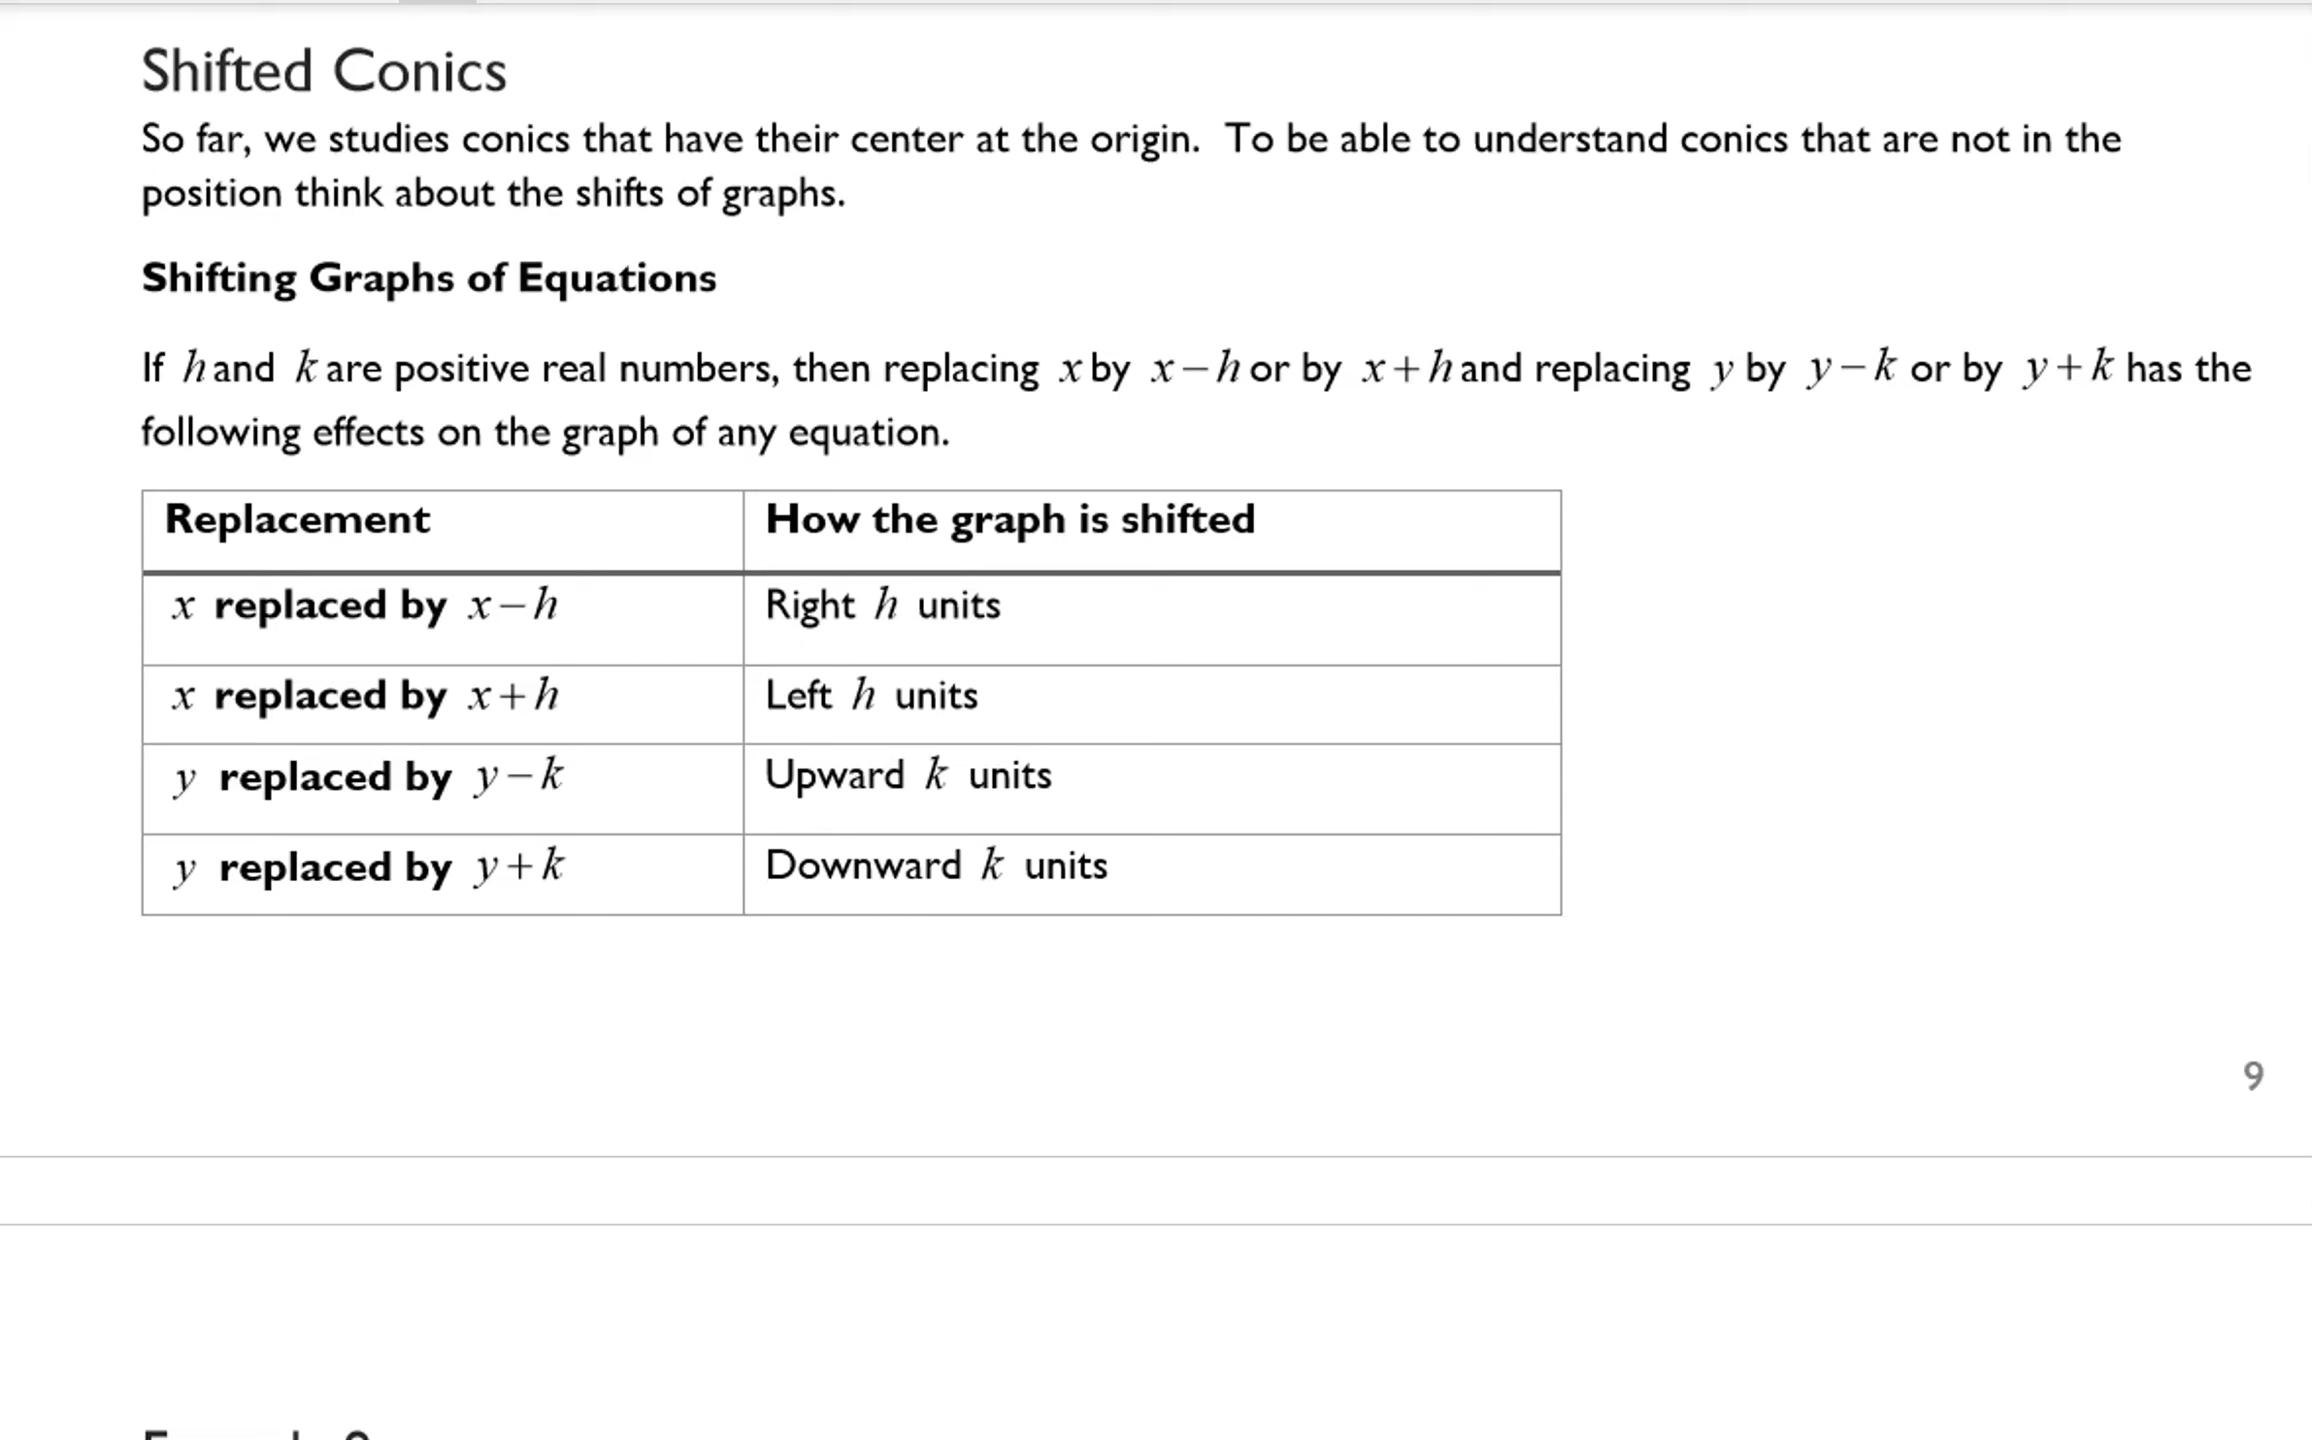 Shifted Conics
So far, we studies conics that have their center at the origin.  To be able to understand conics that are not in the
position think about the shifts of graphs.
Shifting Graphs of Equations
If h and k are positive real numbers, then replacing x by x−h or by x+h and replacing y by y−k or by y+k has the
following effects on the graph of any equation.
Replacement How the graph is shifted
x replaced by x−h Right h units
x replaced by x+h Left h units
y replaced by y−k Upward k units
y replaced by y+k Downward k units
9